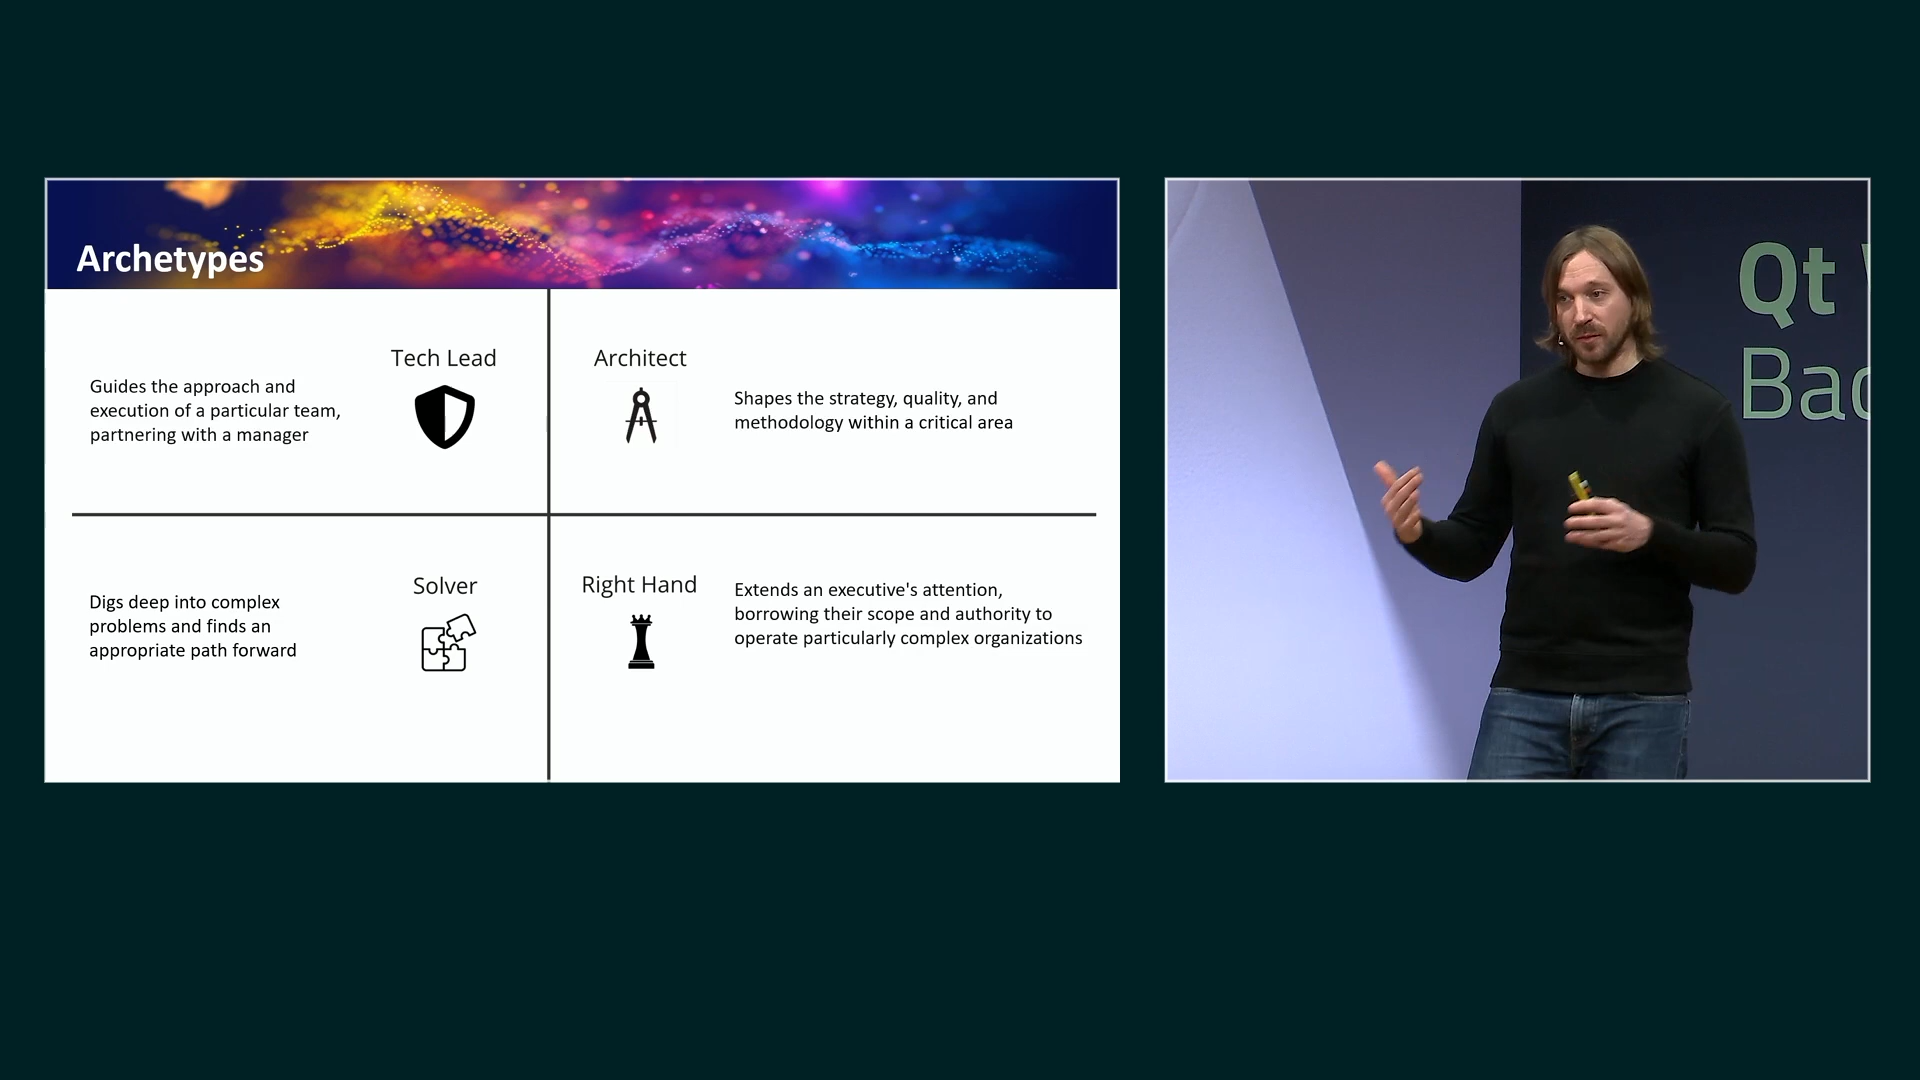 Archetypes
Tech Lead
Guides the approach and
execution of a particular team,
partnering with a manager
Architect
Shapes the strategy, quality, and
methodology within a critical area
Solver
Digs deep into complex
problems and finds an
appropriate path forward
Right Hand
Extends an executive's attention,
borrowing their scope and authority to
operate particularly complex organizations
Qt